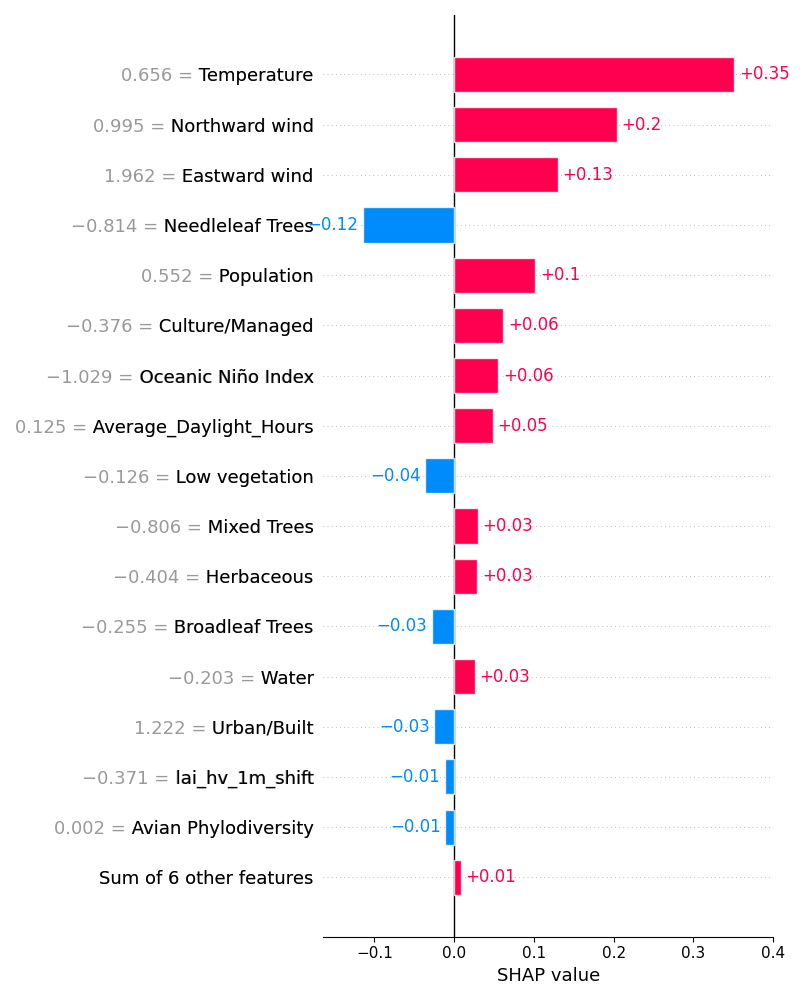 0.656 = Temperature +0.35
0.995 = Northward wind +0.2
1.962 = Eastward wind +0.13
−0.814 = Needleleaf Trees −0.12
0.552 = Population +0.1
−0.376 = Culture/Managed +0.06
−1.029 = Oceanic Niño Index +0.06
0.125 = Average_Daylight_Hours +0.05
−0.126 = Low vegetation −0.04
−0.806 = Mixed Trees +0.03
−0.404 = Herbaceous +0.03
−0.255 = Broadleaf Trees −0.03
−0.203 = Water +0.03
1.222 = Urban/Built −0.03
−0.371 = lai_hv_1m_shift −0.01
0.002 = Avian Phylodiversity −0.01
Sum of 6 other features +0.01
−0.1 0.0 0.1 0.2 0.3 0.4
SHAP value